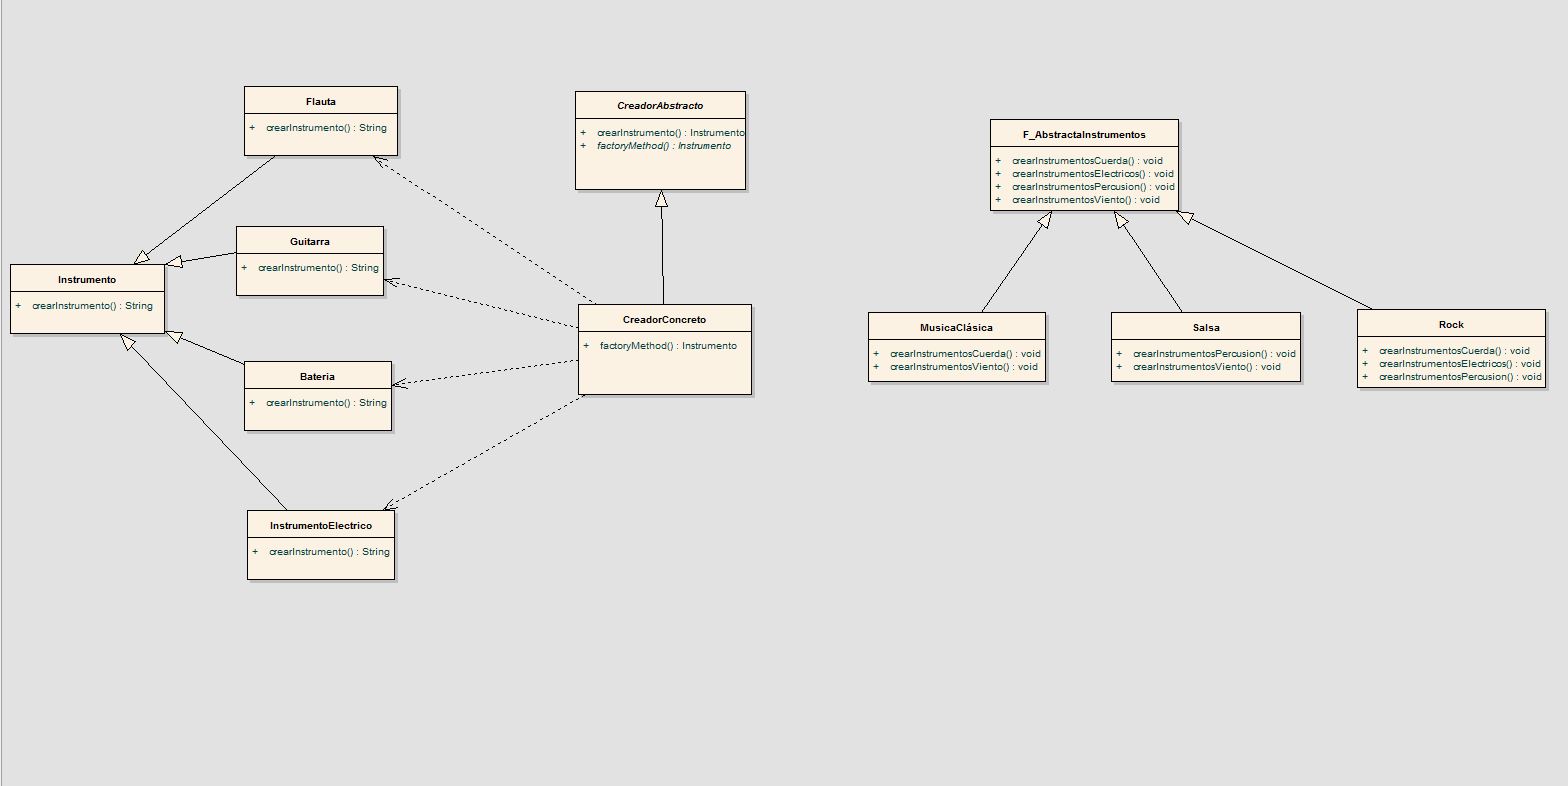 Flauta
+ crearInstrumento() : String
CreadorAbstracto
+ crearInstrumento() : Instrumento
+ factoryMethod() : Instrumento
F_AbstractaInstrumentos
+ crearInstrumentosCuerda() : void
+ crearInstrumentosElectricos() : void
+ crearInstrumentosPercusion() : void
+ crearInstrumentosViento() : void
Guitarra
+ crearInstrumento() : String
Instrumento
+ crearInstrumento() : String
CreadorConcreto
+ factoryMethod() : Instrumento
MusicaClásica
+ crearInstrumentosCuerda() : void
+ crearInstrumentosViento() : void
Salsa
+ crearInstrumentosPercusion() : void
+ crearInstrumentosViento() : void
Rock
+ crearInstrumentosCuerda() : void
+ crearInstrumentosElectricos() : void
+ crearInstrumentosPercusion() : void
Bateria
+ crearInstrumento() : String
InstrumentoElectrico
+ crearInstrumento() : String